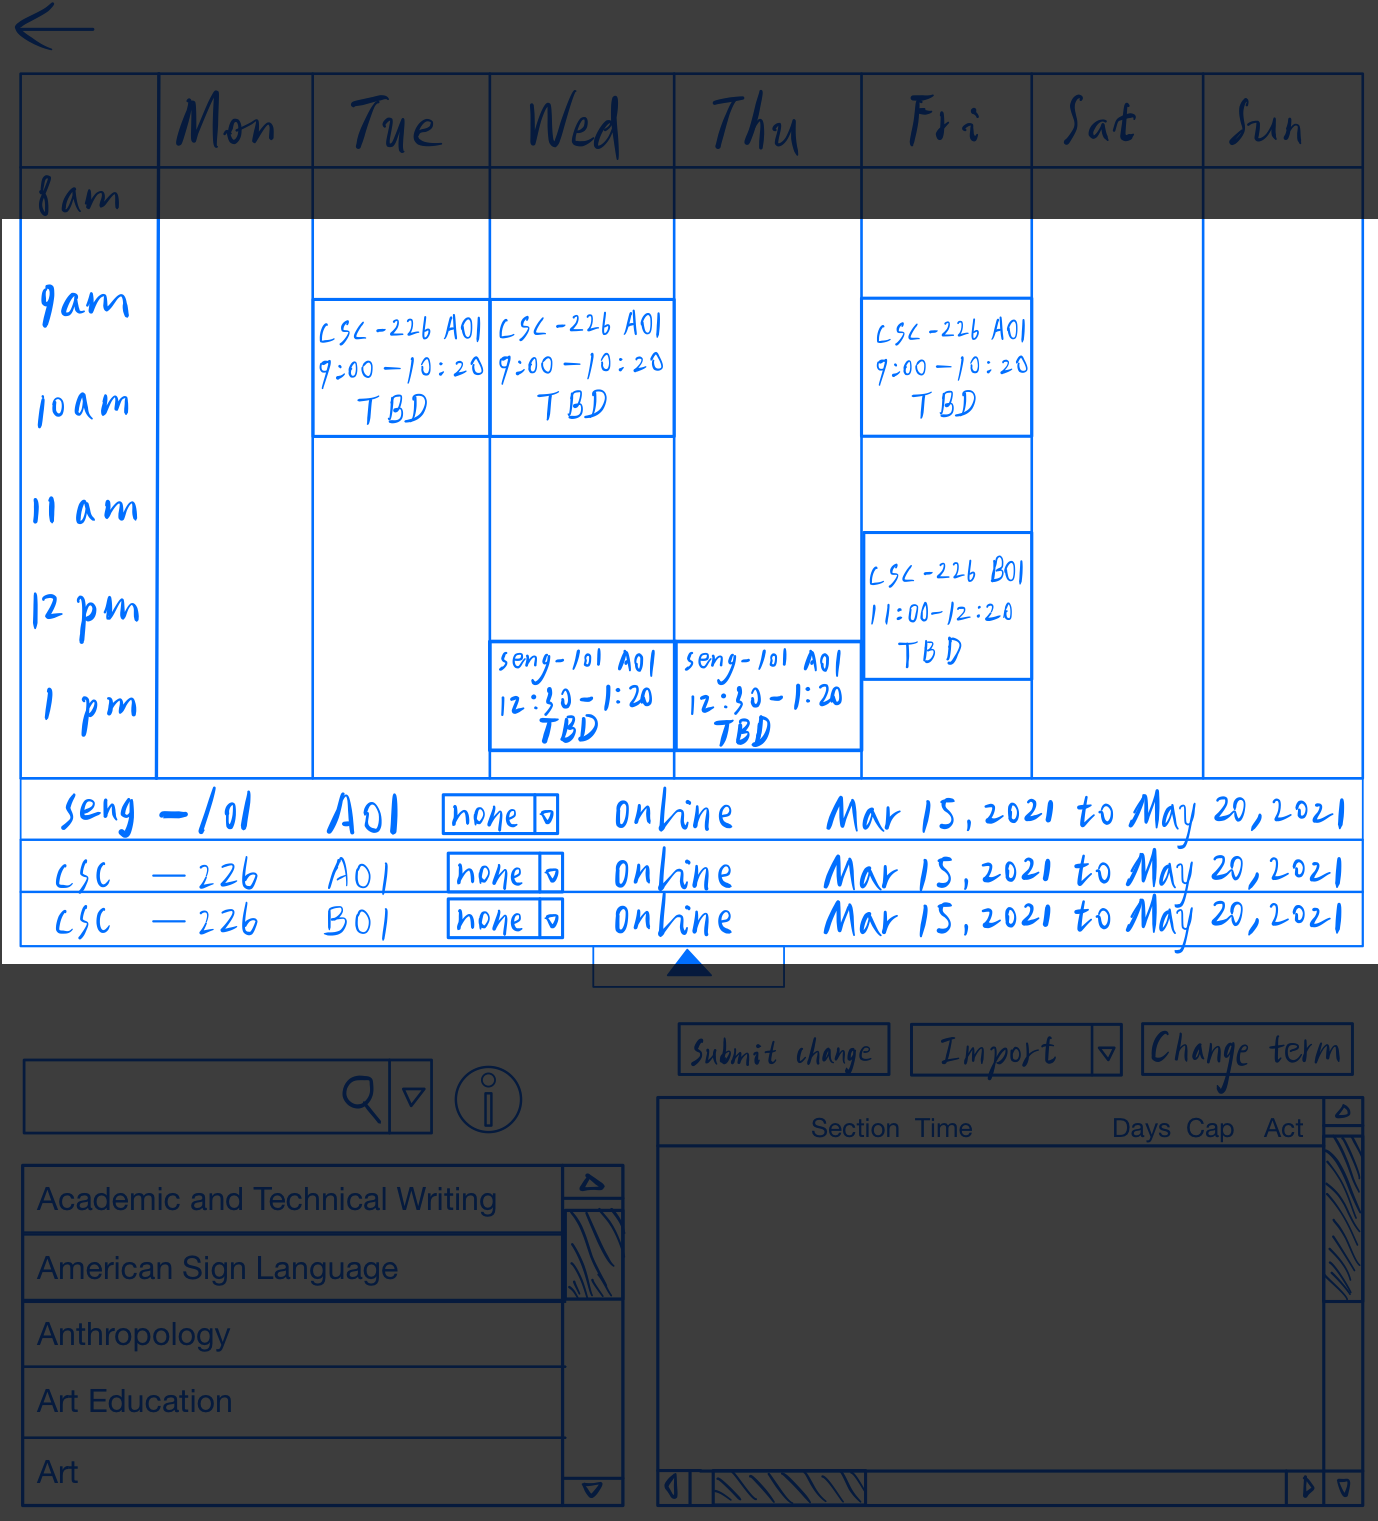 Mon Tue Wed Thu Fri Sat Sun
8am
9am
CSC-226 A01
9:00-10:20
TBD
CSC-226 A01
9:00-10:20
TBD
CSC-226 A01
9:00-10:20
TBD
10am
11am
CSC-226 B01
11:00-12:20
TBD
12pm
seng-101 A01
12:30-1:20
TBD
seng-101 A01
12:30-1:20
TBD
1 pm
seng -101 A01 none online Mar 15, 2021 to May 20, 2021
CSC -226 A01 none online Mar 15, 2021 to May 20, 2021
CSC -226 B01 none online Mar 15, 2021 to May 20, 2021
Submit change Import Change term
Section Time Days Cap Act
Academic and Technical Writing
American Sign Language
Anthropology
Art Education
Art